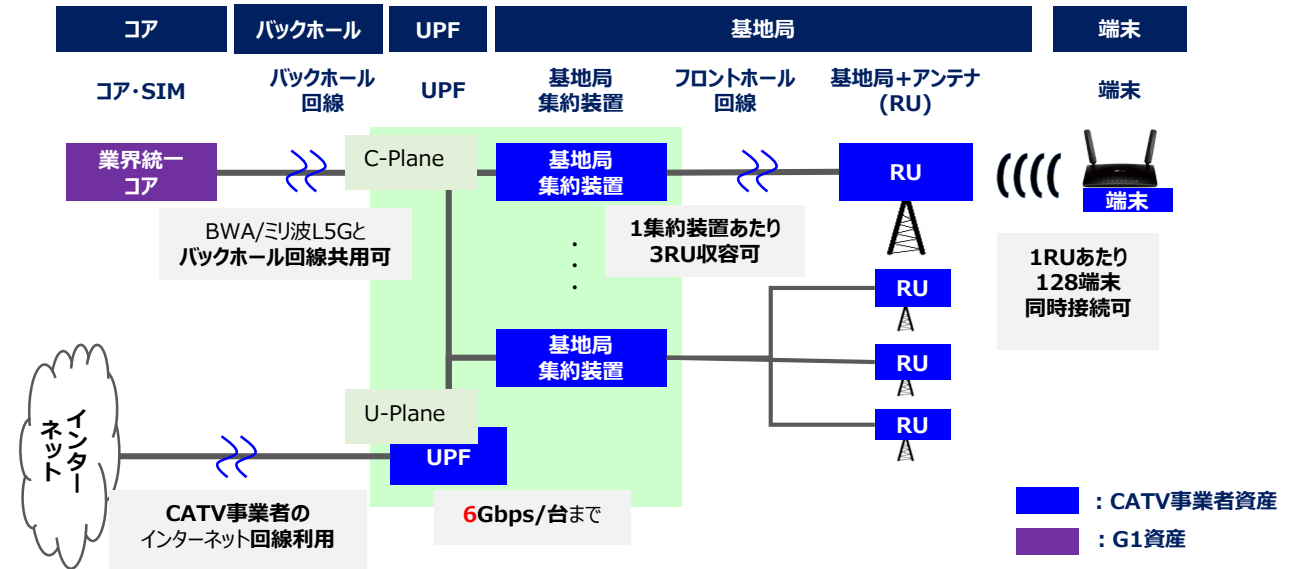 コア
バックホール
UPF
基地局
端末
コア・SIM
バックホール
回線
UPF
基地局
集約装置
フロントホール
回線
基地局+アンテナ
(RU)
端末
業界統一
コア
C-Plane
基地局
集約装置
RU
端末
BWA/ミリ波L5Gと
バックホール回線共用可
1集約装置あたり
3RU収容可
1RUあたり
128端末
同時接続可
RU
基地局
集約装置
RU
RU
インター
ネット
U-Plane
UPF
CATV事業者の
インターネット回線利用
6Gbps/台まで
：CATV事業者資産
：G1資産